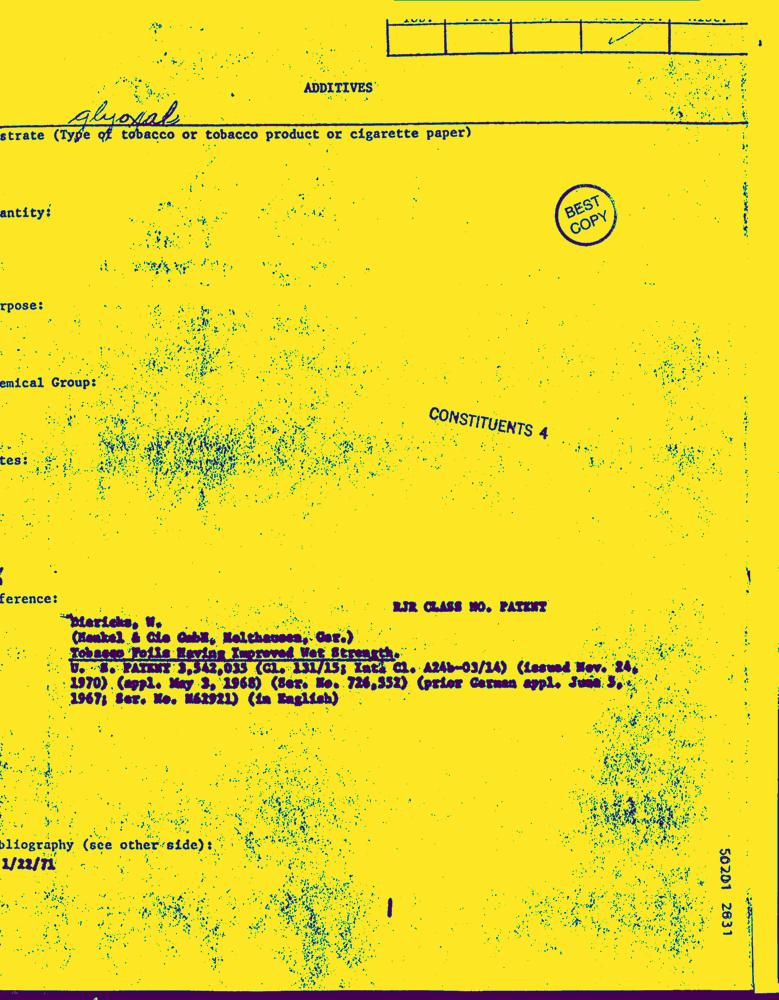 ADDITIVES
glyoxal
strate (Type of tobacco or tobacco product or cigarette paper)
antity:
BEST
COPY
rpose:
emical Group:
CONSTITUENTS 4
tes:
ference:
RJR CLASS NO. PATENT
Diericks, W.
(Henkel & Cie GmbH, Holthausen, Ger.)
Tobacco Foils Having Improved Wet Strength.
U. S. PATENT 3,542,035 (Cl. 131/15; Int. Cl. A24b-03/14) (issued Nov. 24,
1970) (appl. May 3, 1968) (Ser. No. 726,552) (prior German appl. June 5,
1967; Ser. No. H62921) (in English)
bliography (see other side):
1/22/71
50201 2831